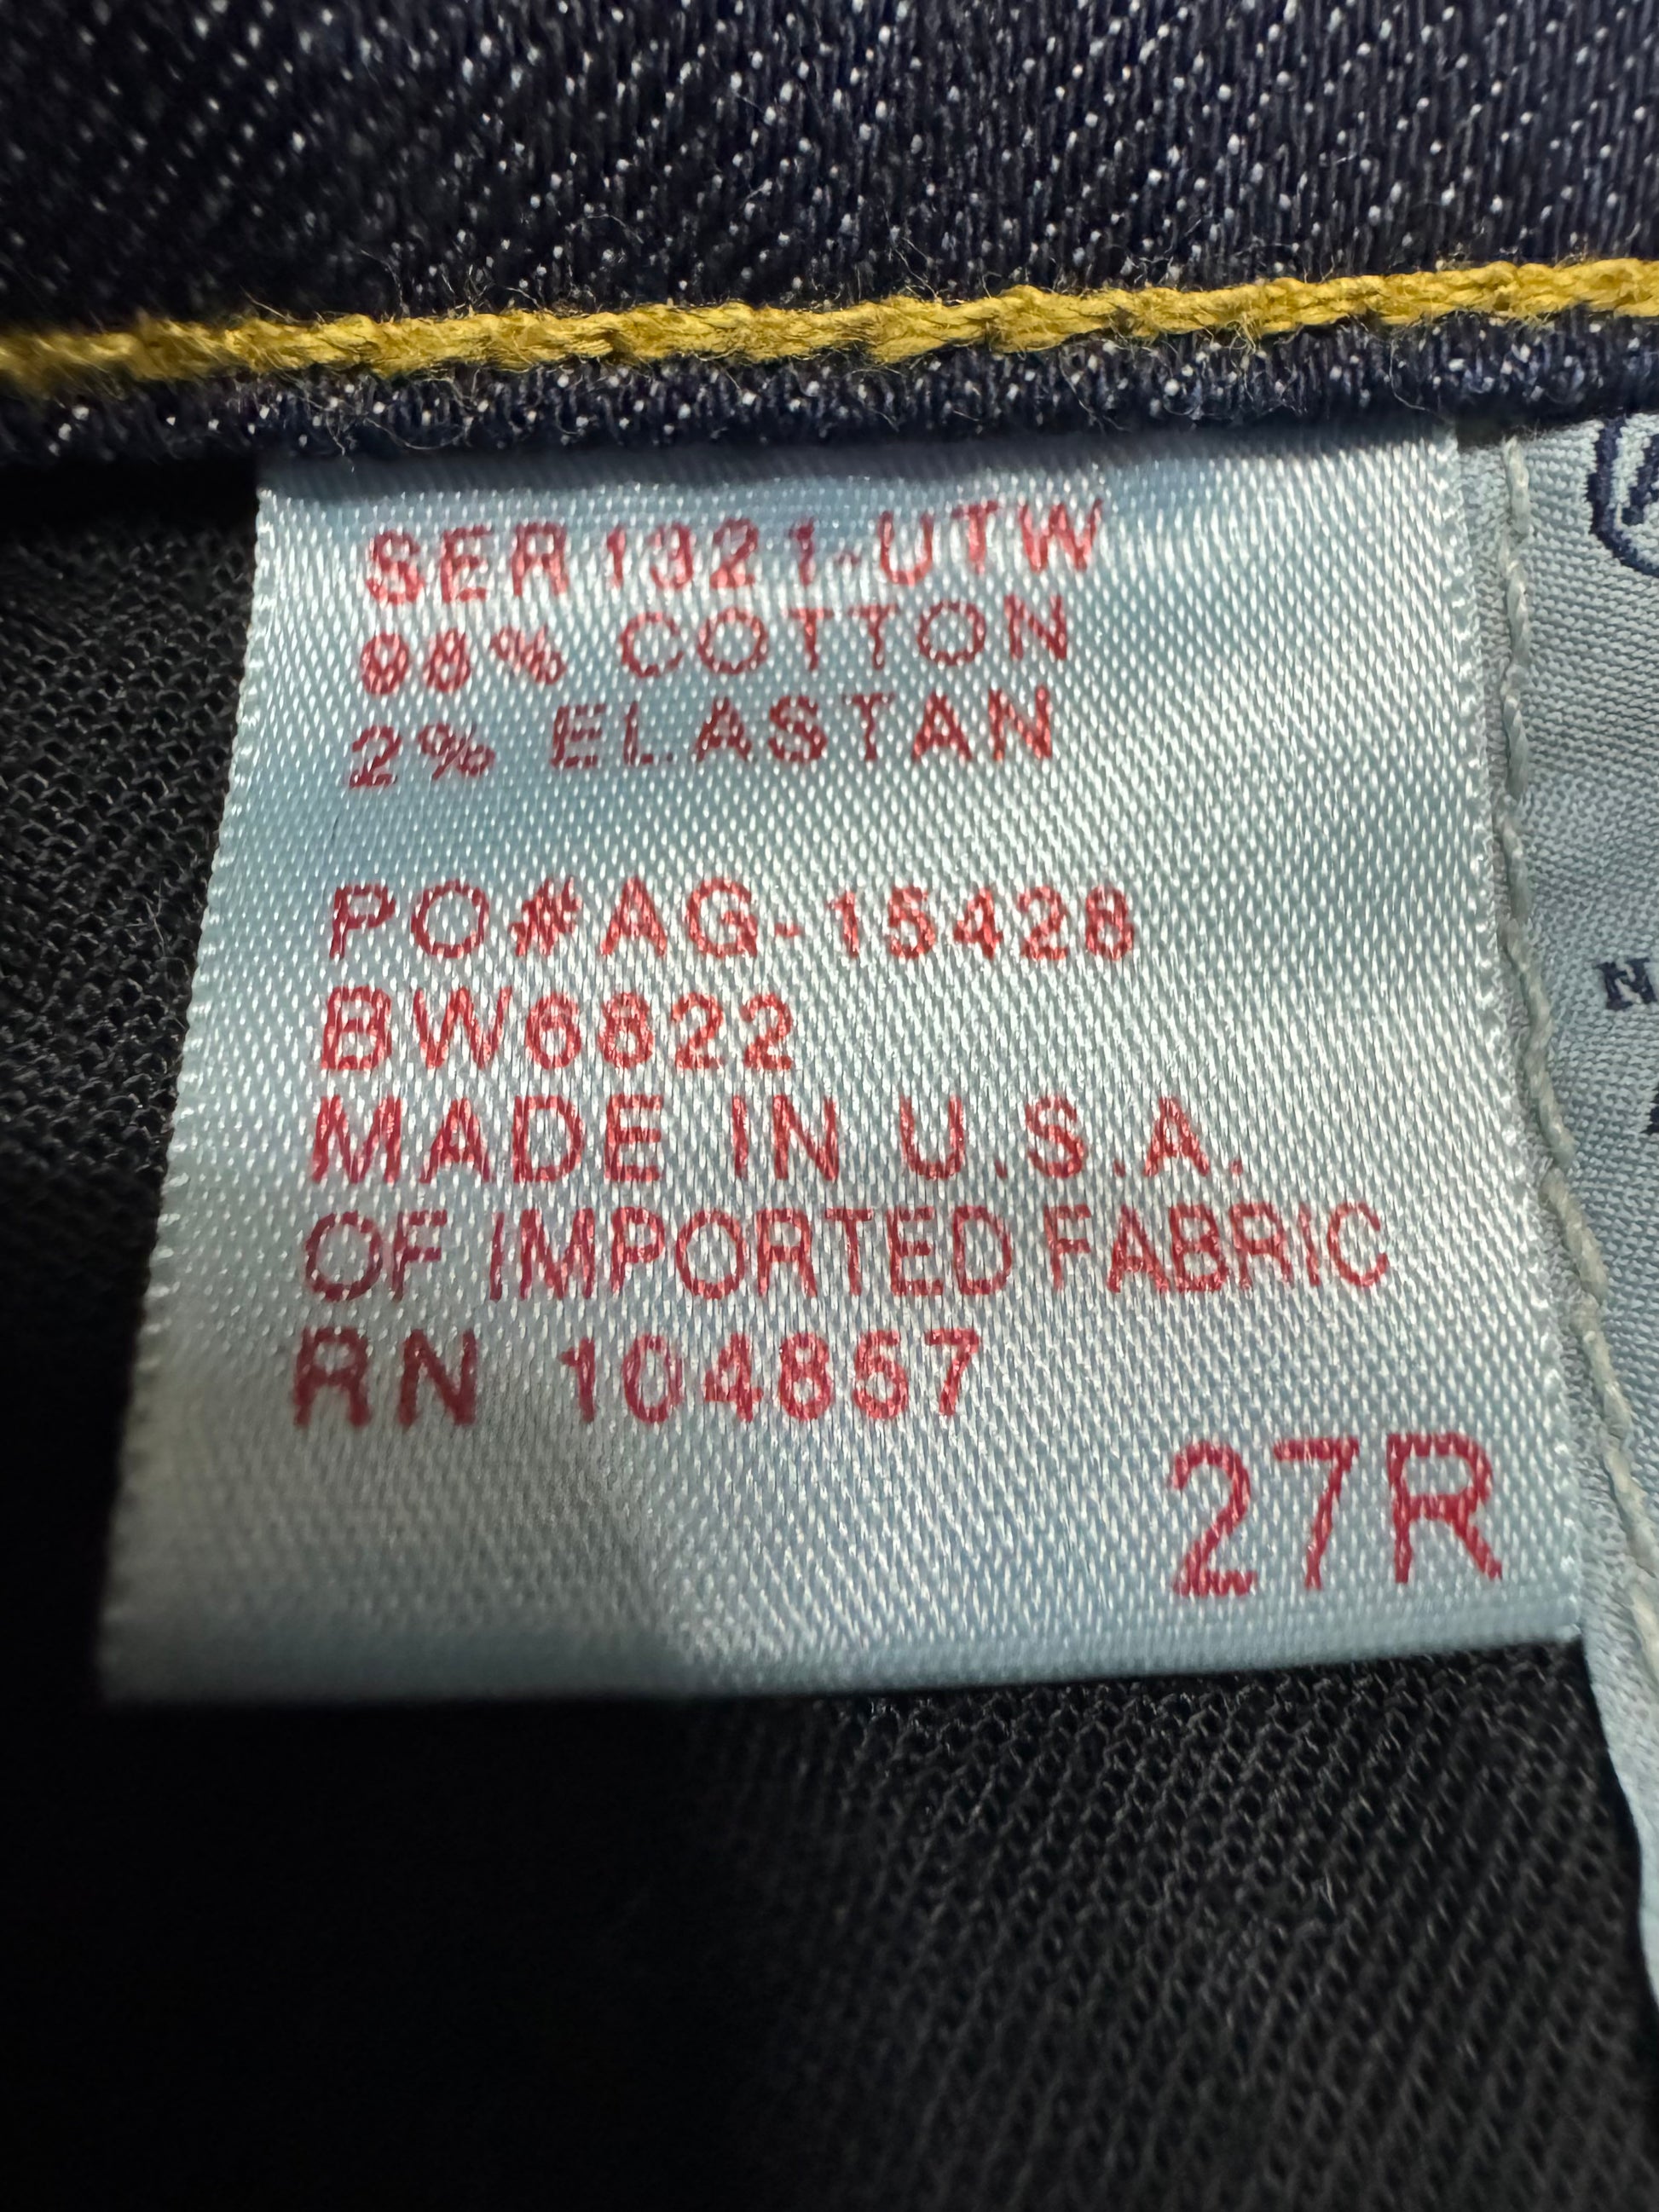 SER1321-UTW
98% COTTON
2% ELASTAN
PO#AG-15428
BW6822
MADE IN U.S.A.
OF IMPORTED FABRIC
RN 104857
27R